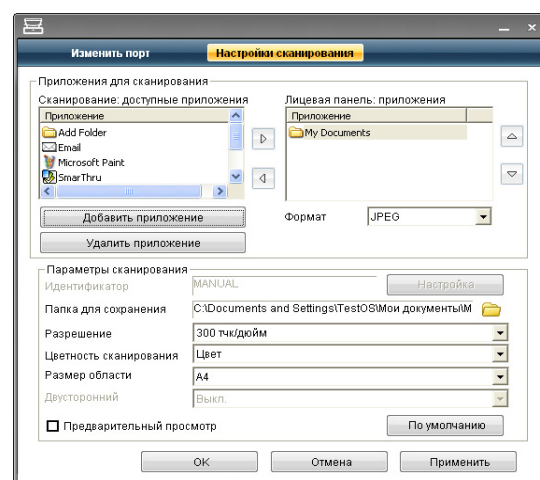 Изменить порт
Настройки сканирования
Приложения для сканирования
Сканирование: доступные приложения
Приложение
Add Folder
Email
Microsoft Paint
SmarThru
Добавить приложение
Удалить приложение
Лицевая панель: приложения
Приложение
My Documents
Формат JPEG
Параметры сканирования
Идентификатор MANUAL Настройка
Папка для сохранения C:\Documents and Settings\TestOS\Мои документы\M
Разрешение 300 тчк/дюйм
Цветность сканирования Цвет
Размер области A4
Двусторонний Выкл.
Предварительный просмотр По умолчанию
OK Отмена Применить